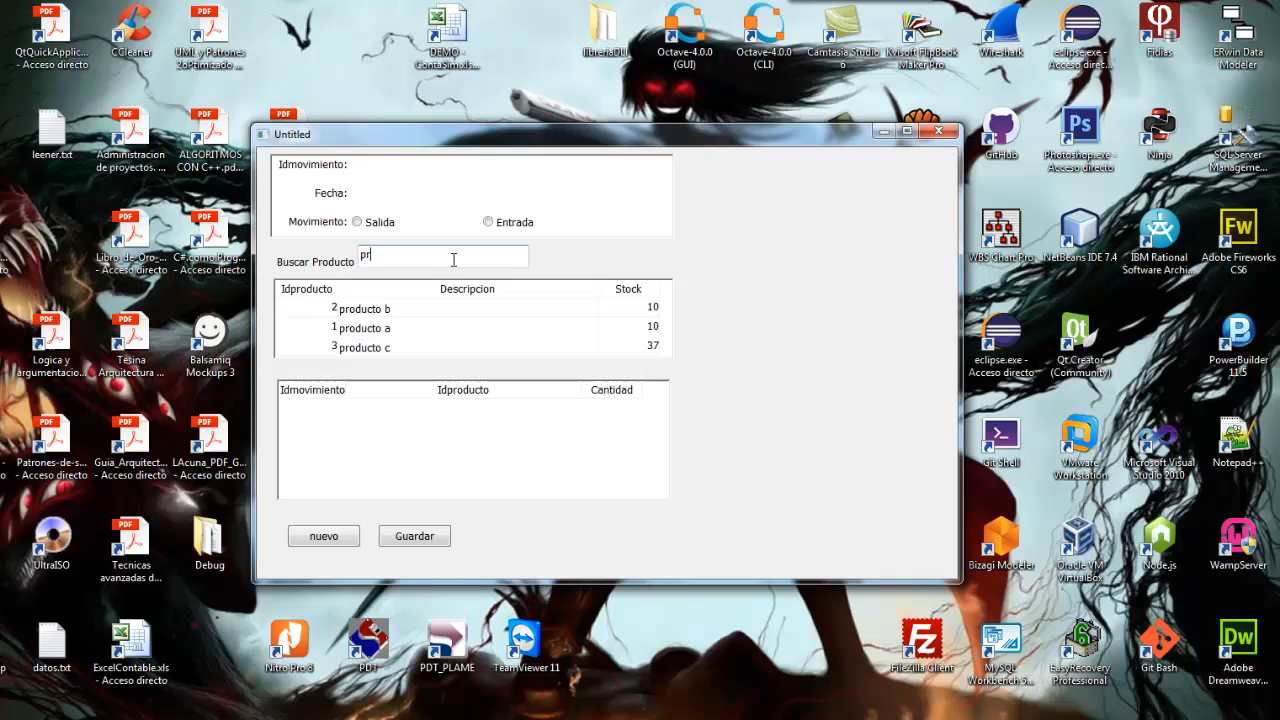 QtQuickApplic...
- Acceso directo
CCleaner
UML y Patrones
2oPtimizado ...
DEMO -
ContaSim.xls...
libreriaDLL
Octave-4.0.0
(GUI)
Octave-4.0.0
(CLI)
Camtasia Studio
6
Kvisoft FlipBook
Maker Pro
Wireshark
eclipse.exe -
Acceso direc...
Fidias
ERwin Data
Modeler
leener.txt
Administracion
de proyectos. ...
ALGORITMOS
CON C++.pd...
PDF
GitHub
Photoshop.exe -
Acceso directo
Ninja
SQL Server
Manageme...
Untitled
Idmovimiento:
Fecha:
Movimiento: Salida Entrada
Buscar Producto pr
Idproducto Descripcion Stock
2 producto b 10
1 producto a 10
3 producto c 37
Idmovimiento Idproducto Cantidad
nuevo Guardar
Libro-de-Oro_...
- Acceso directo
C#.como.Prog...
- Acceso directo
WBS Chart Pro
NetBeans IDE 7.4
IBM Rational
Software Archi...
Adobe Fireworks
CS6
Logica y
argumentacio...
Tesina
Arquitectura ...
Balsamiq
Mockups 3
eclipse.exe -
Acceso directo
Qt Creator
(Community)
PowerBuilder
11.5
Patrones-de-s...
- Acceso directo
Guia_Arquitect...
- Acceso directo
LAcuna_PDF_G...
- Acceso directo
Git Shell
VMware
Workstation
Microsoft Visual
Studio 2010
Notepad++
UltraISO
Tecnicas
avanzadas d...
Debug
Bizagi Modeler
Oracle VM
VirtualBox
Node.js
WampServer
datos.txt
ExcelContable.xls
- Acceso directo
Nitro Pro 8
PDT
PDT_PLAME
TeamViewer 11
FileZilla Client
MySQL
Workbench 5...
EasyRecovery
Professional
Git Bash
Adobe
Dreamweav...